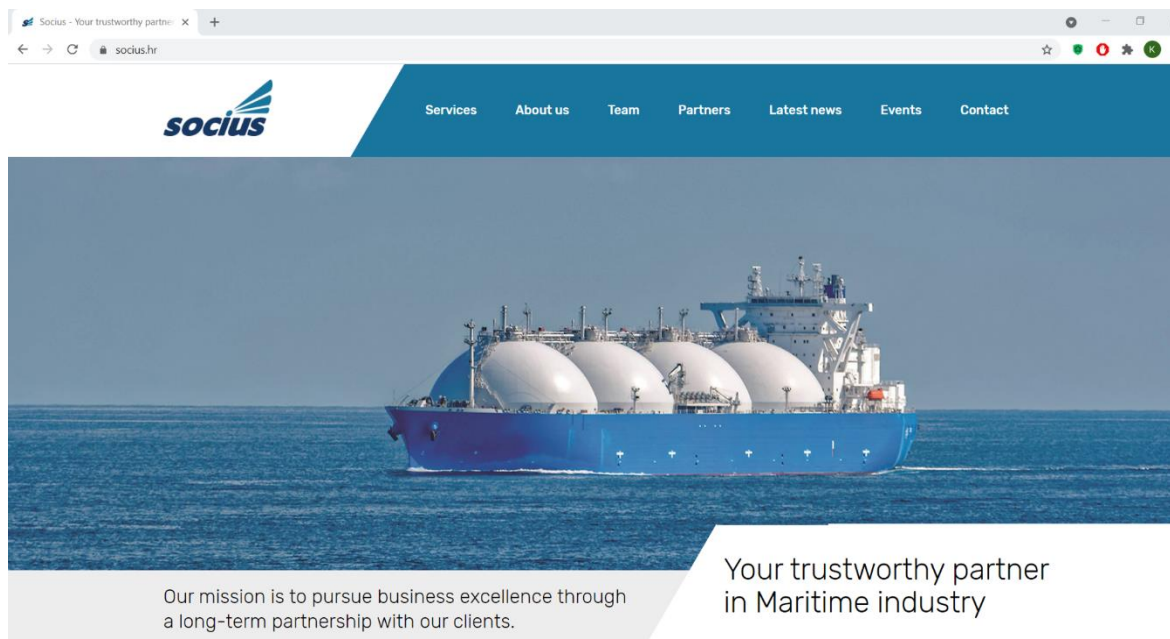 Socius - Your trustworthy partne
socius.hr
K
socius
Services About us Team Partners Latest news Events Contact
Our mission is to pursue business excellence through
a long-term partnership with our clients.
Your trustworthy partner
in Maritime industry